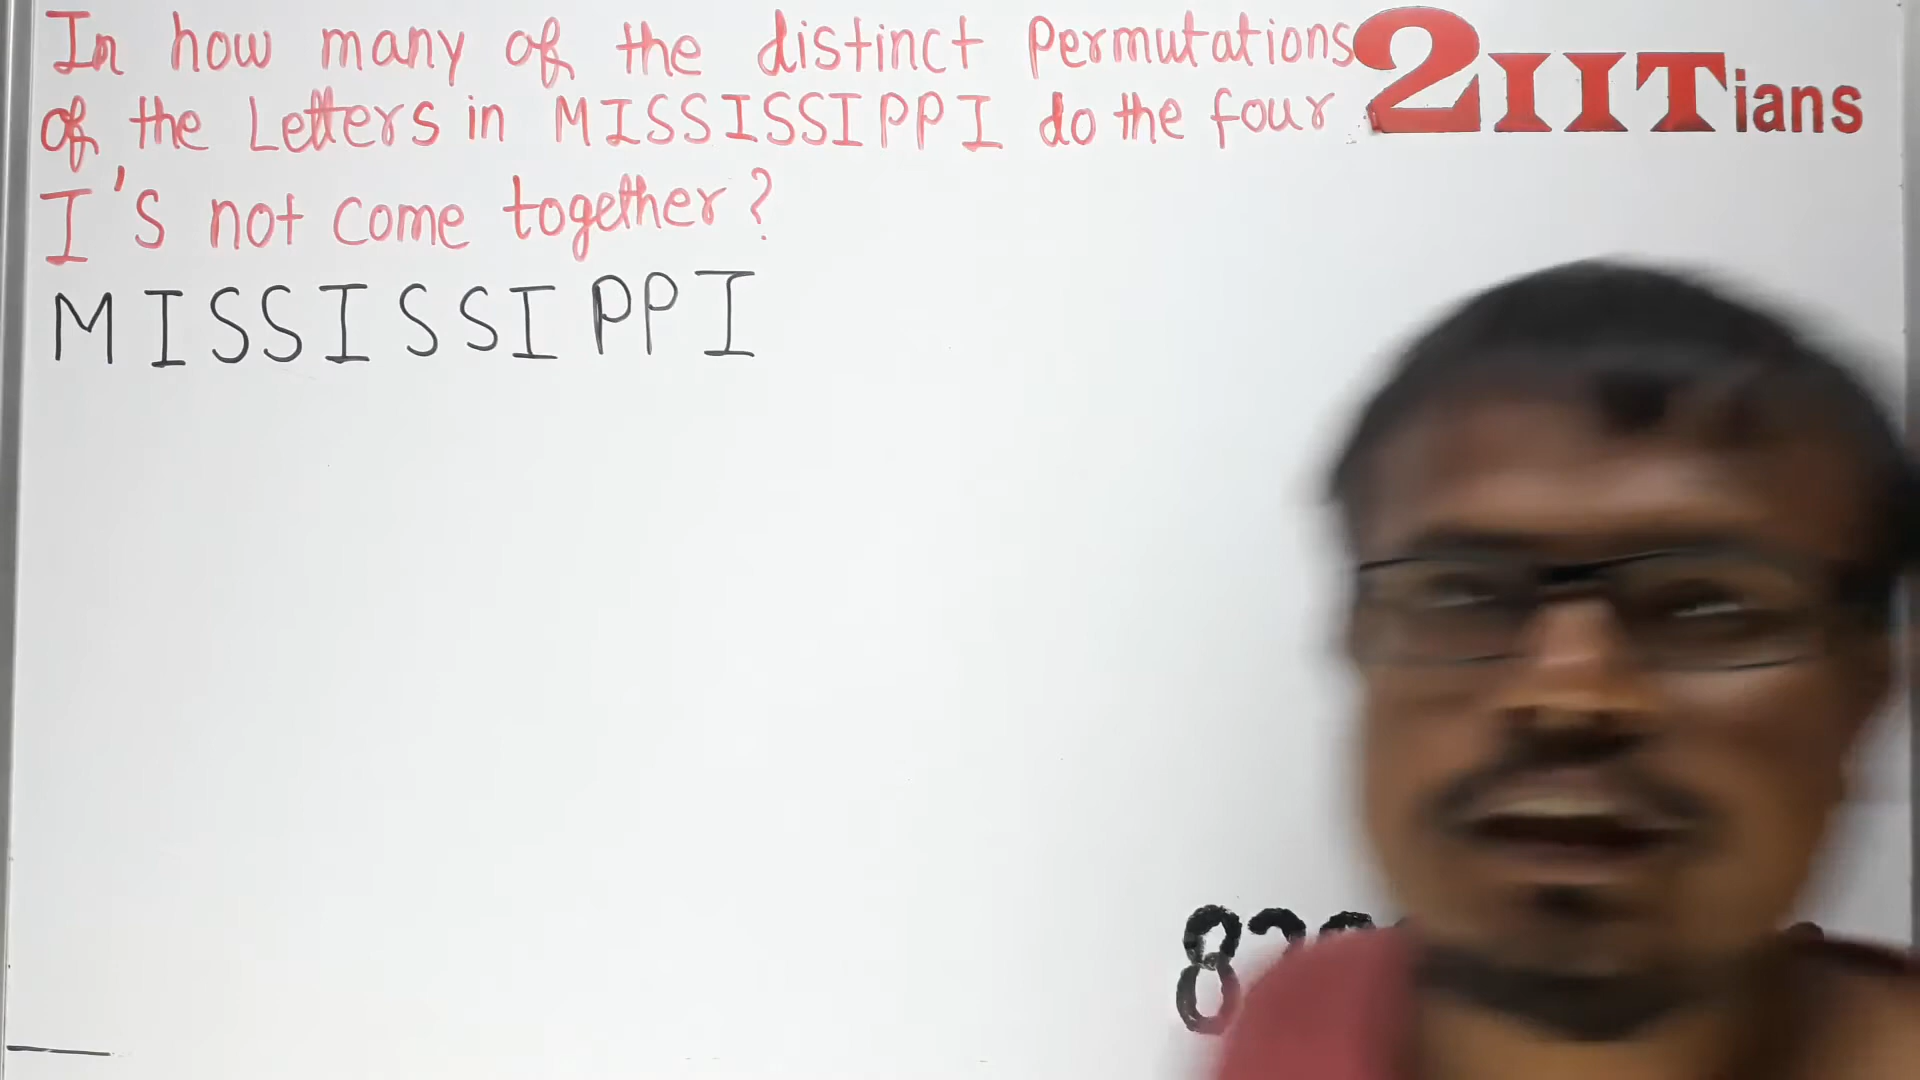 In how many of the distinct Permutations
2IITians
of the Letters in MISSISSIPPI do the four
I's not come together?
MISSISSIPPI